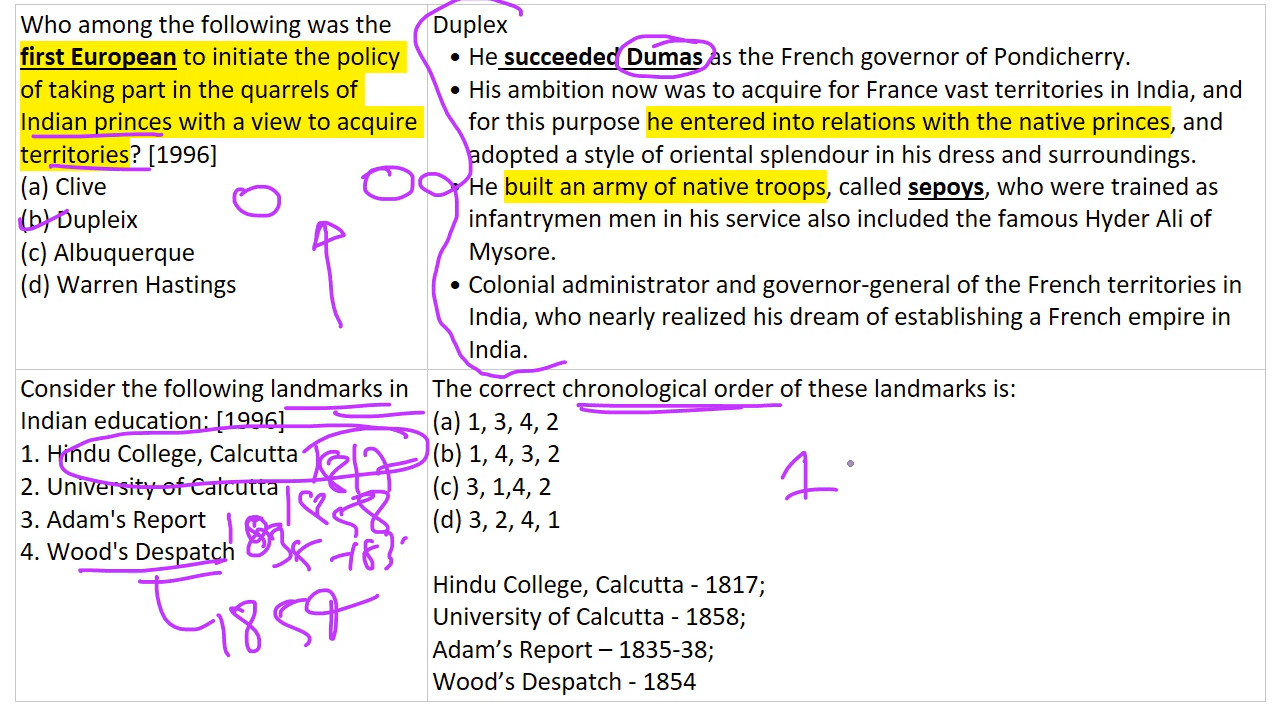 Who among the following was the
first European to initiate the policy
of taking part in the quarrels of
Indian princes with a view to acquire
territories? [1996]
(a) Clive
(b) Dupleix
(c) Albuquerque
(d) Warren Hastings
Duplex
• He succeeded Dumas as the French governor of Pondicherry.
• His ambition now was to acquire for France vast territories in India, and
for this purpose he entered into relations with the native princes, and
adopted a style of oriental splendour in his dress and surroundings.
• He built an army of native troops, called sepoys, who were trained as
infantrymen men in his service also included the famous Hyder Ali of
Mysore.
• Colonial administrator and governor-general of the French territories in
India, who nearly realized his dream of establishing a French empire in
India.
Consider the following landmarks in
Indian education: [1996]
1. Hindu College, Calcutta 1817
2. University of Calcutta 1858
3. Adam's Report
4. Wood's Despatch
1854
The correct chronological order of these landmarks is:
(a) 1, 3, 4, 2
(b) 1, 4, 3, 2
(c) 3, 1,4, 2
(d) 3, 2, 4, 1
1
Hindu College, Calcutta - 1817;
University of Calcutta - 1858;
Adam’s Report – 1835-38;
Wood’s Despatch - 1854